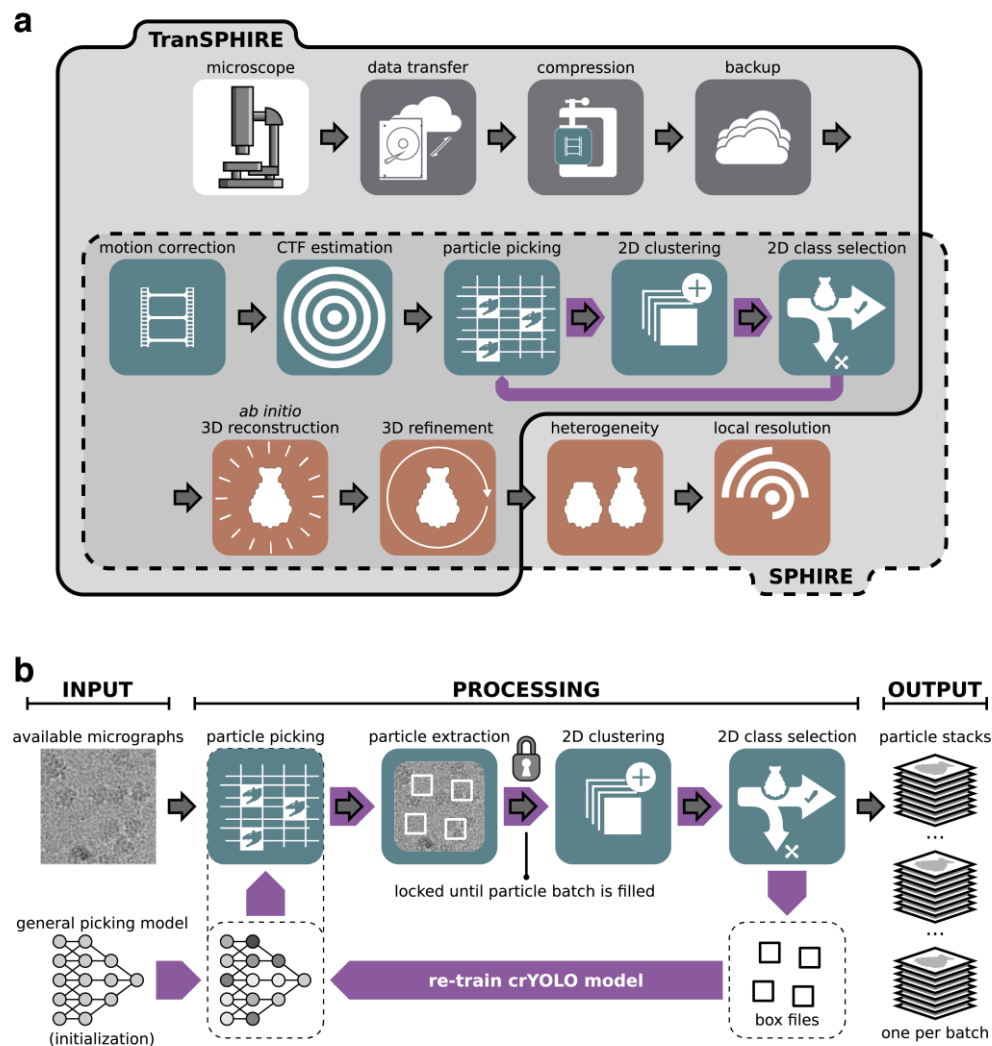 a
TranSPHIRE
microscope
data transfer
compression
backup
motion correction
CTF estimation
particle picking
2D clustering
2D class selection
ab initio
3D reconstruction
3D refinement
heterogeneity
local resolution
SPHIRE
b
INPUT
PROCESSING
OUTPUT
available micrographs
particle picking
particle extraction
2D clustering
2D class selection
particle stacks
...
locked until particle batch is filled
general picking model
...
re-train crYOLO model
box files
(initialization)
one per batch